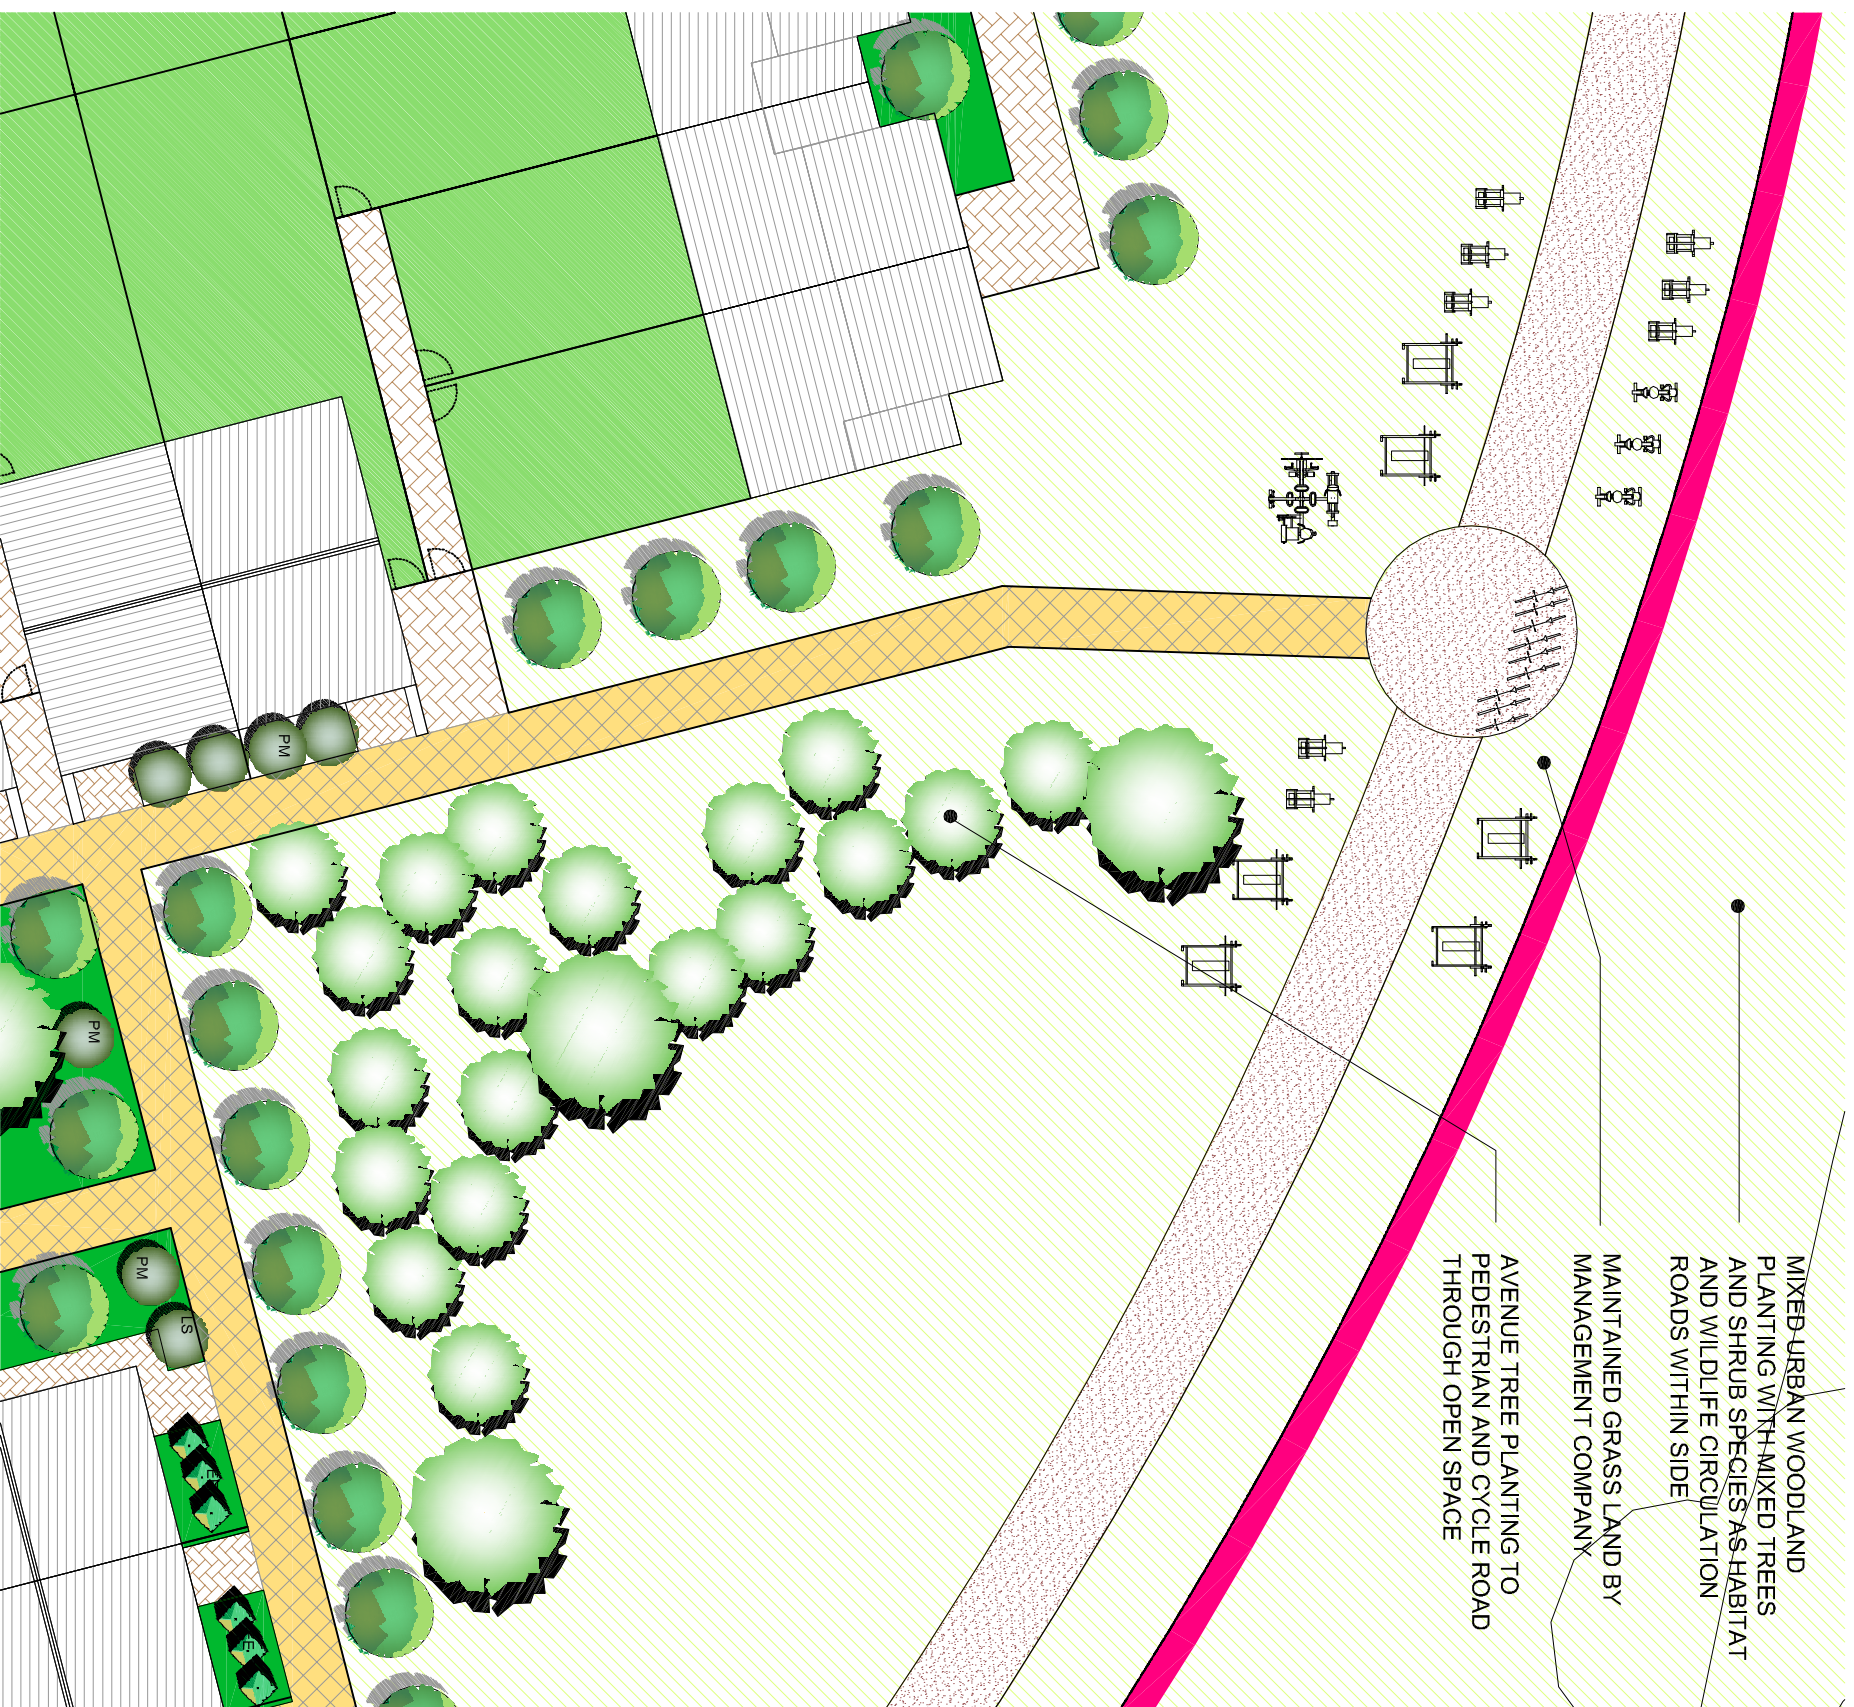 MIXED URBAN WOODLAND
PLANTING WITH MIXED TREES
AND SHRUB SPECIES AS HABITAT
AND WILDLIFE CIRCULATION
ROADS WITHIN SIDE
MAINTAINED GRASS LAND BY
MANAGEMENT COMPANY
AVENUE TREE PLANTING TO
PEDESTRIAN AND CYCLE ROAD
THROUGH OPEN SPACE
PM
PM
PM
LS
E
E